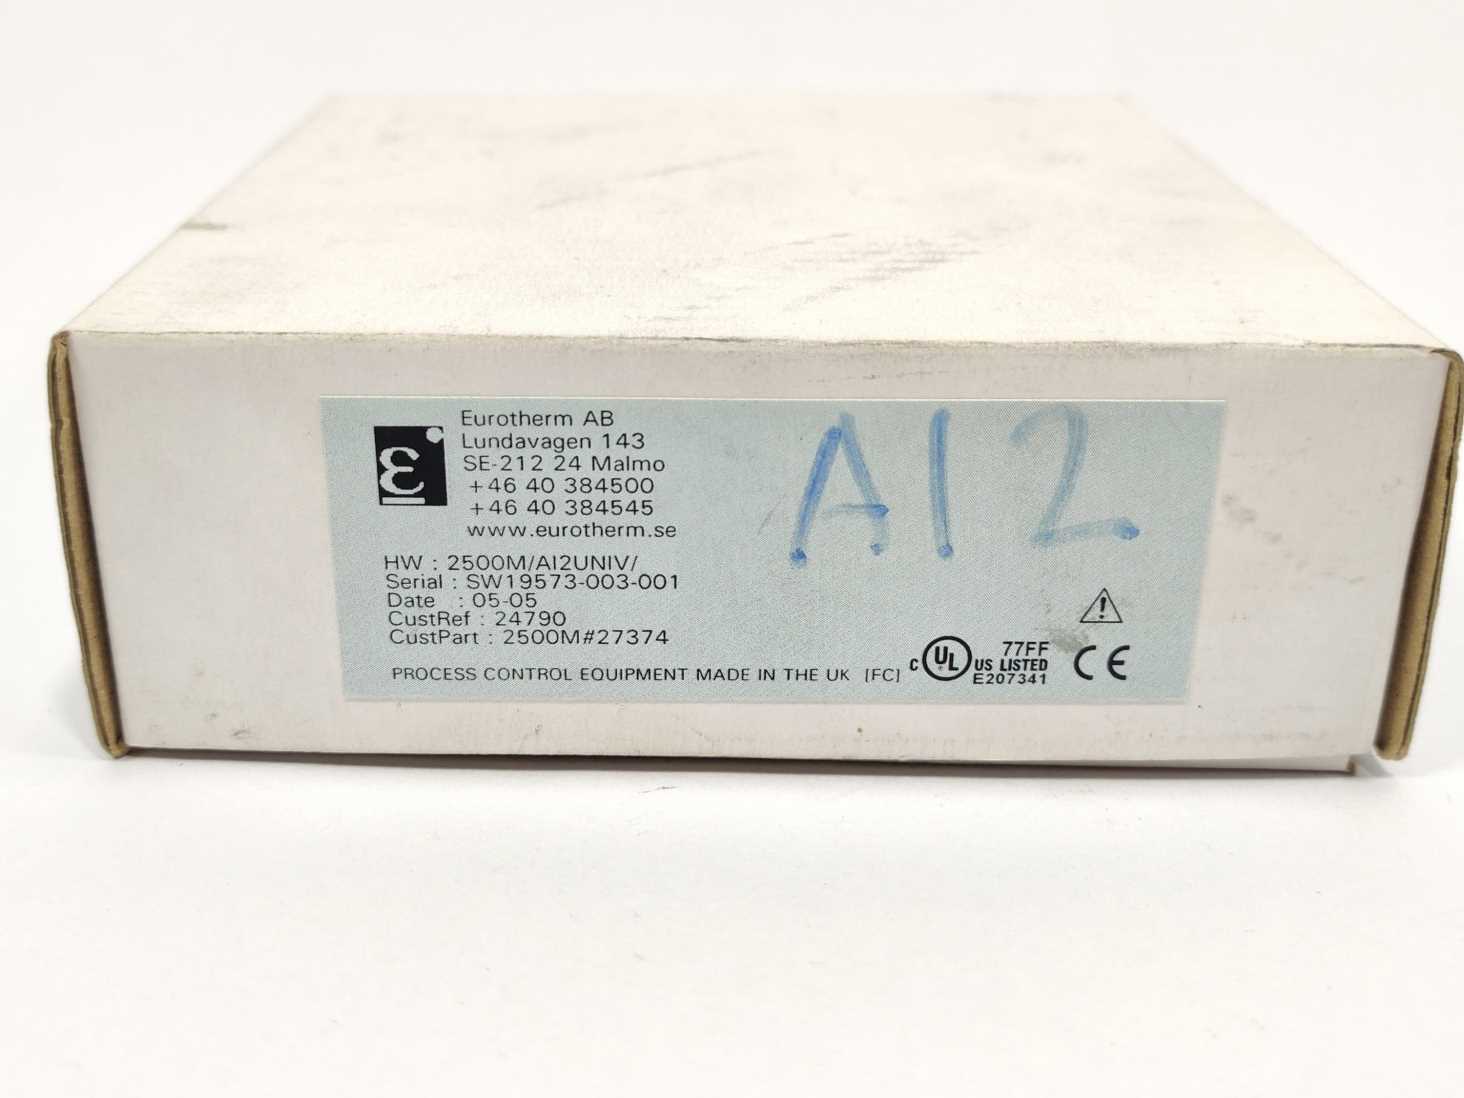 Eurotherm AB
Lundavagen 143
SE-212 24 Malmo
+46 40 384500
+46 40 384545
www.eurotherm.se
AI2
HW : 2500M/AI2UNIV/
Serial : SW19573-003-001
Date : 05-05
CustRef : 24790
CustPart : 2500M#27374
PROCESS CONTROL EQUIPMENT MADE IN THE UK [FC]
C UL US LISTED
77FF
E207341
CE